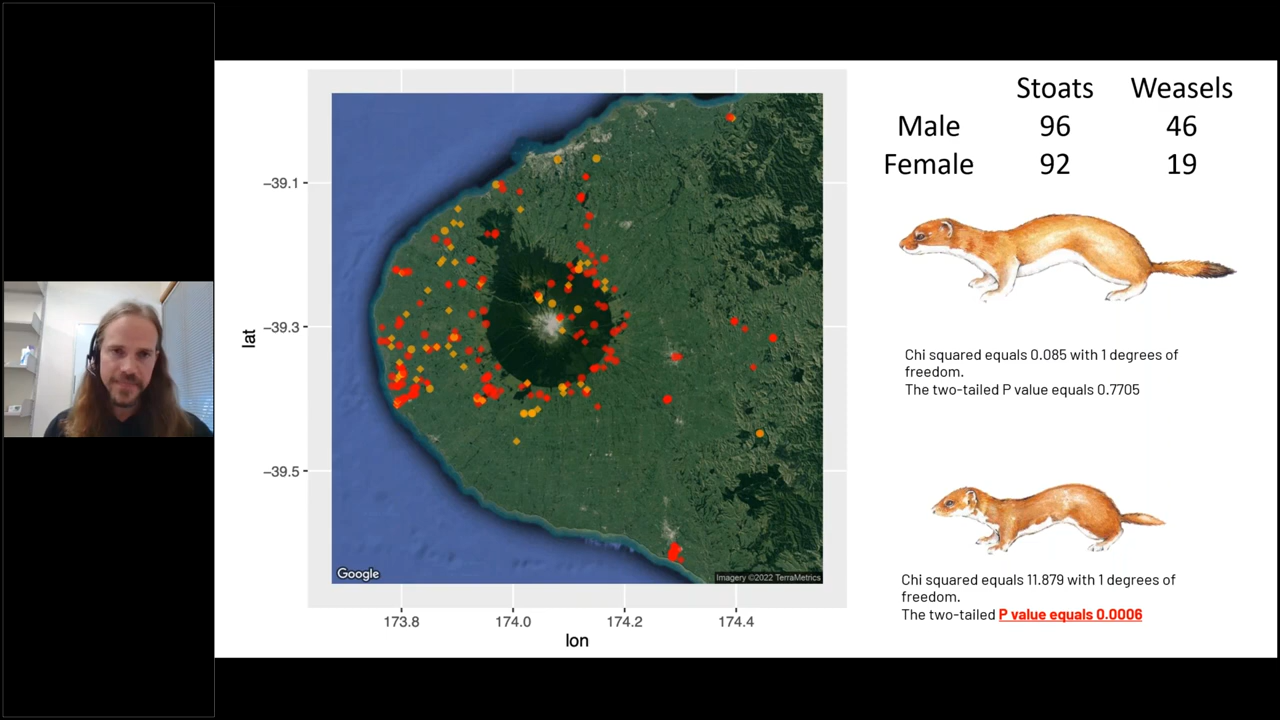 Stoats Weasels
Male 96 46
Female 92 19
lat
−39.1
−39.3
−39.5
Google
Imagery ©2022 TerraMetrics
173.8 174.0 174.2 174.4
lon
Chi squared equals 0.085 with 1 degrees of
freedom.
The two-tailed P value equals 0.7705
Chi squared equals 11.879 with 1 degrees of
freedom.
The two-tailed P value equals 0.0006